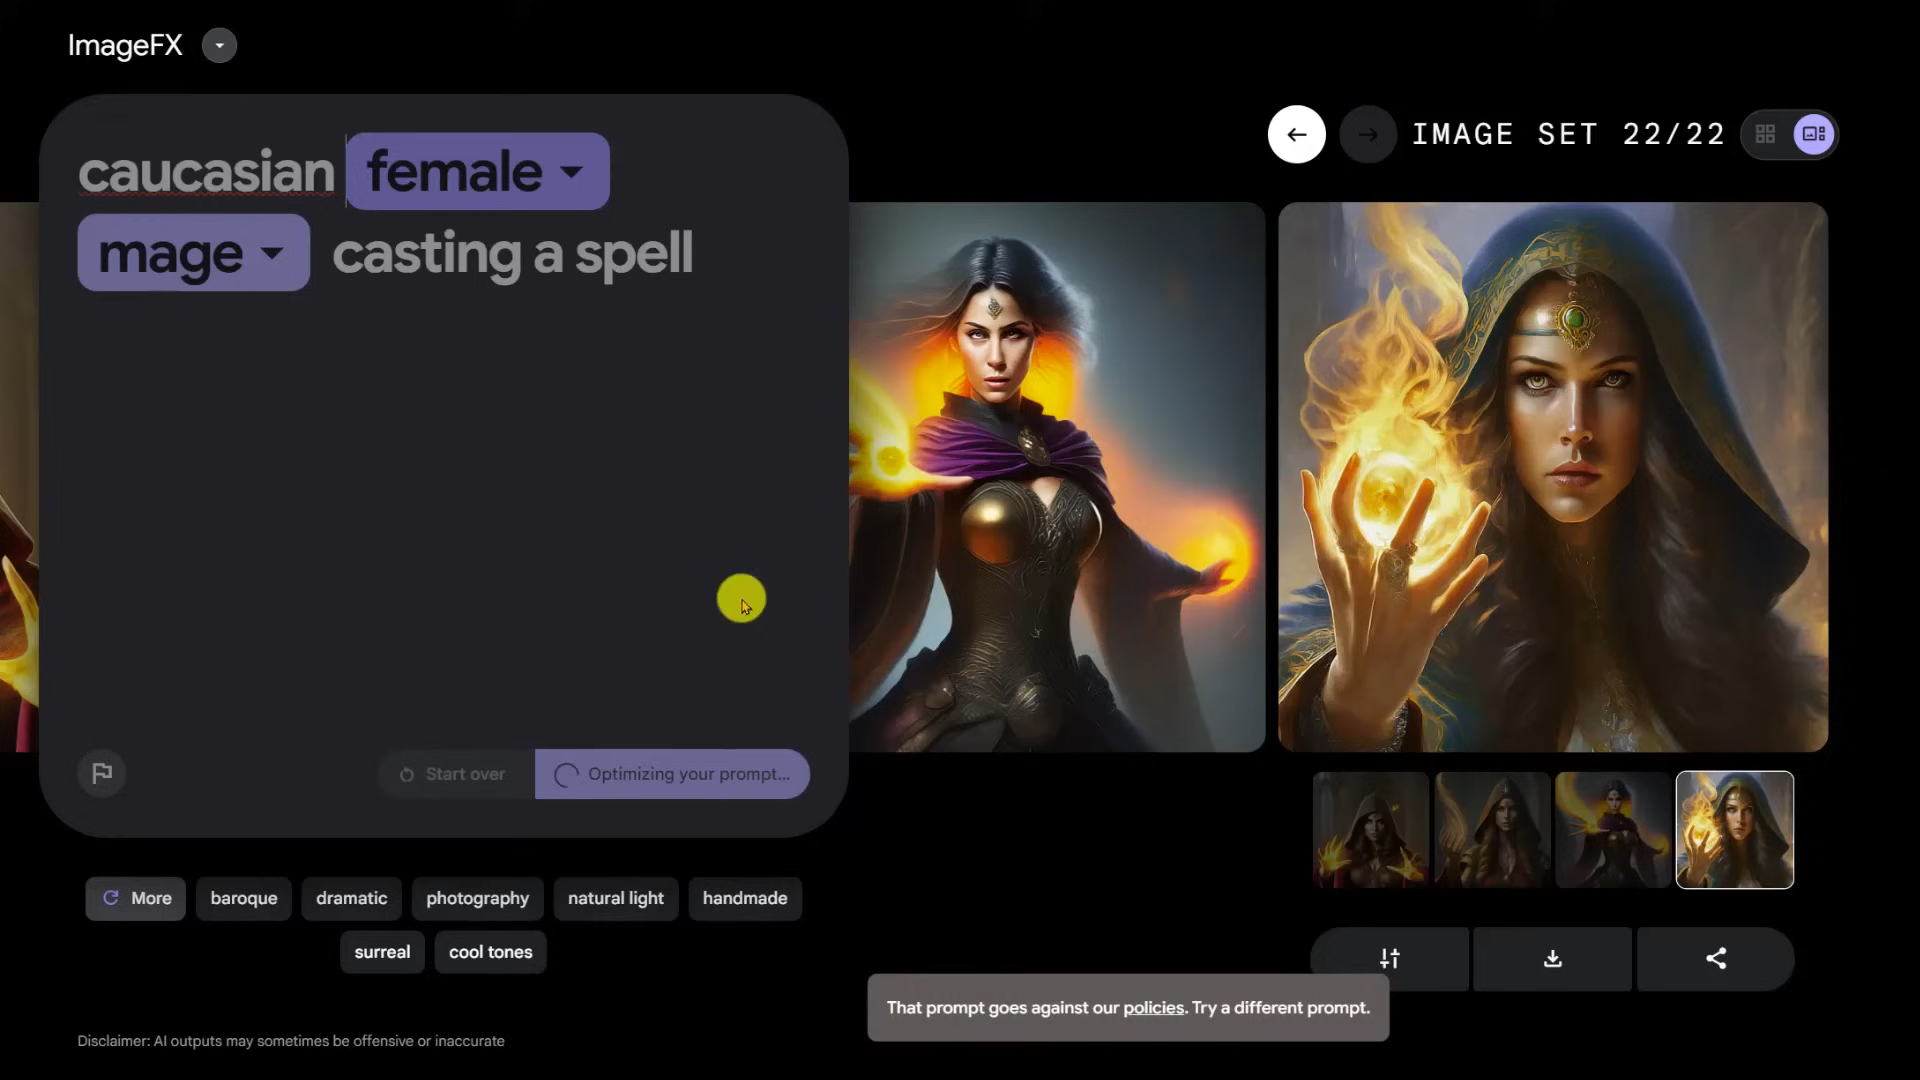 ImageFX
IMAGE SET 22/22
caucasian female
mage casting a spell
Start over
Optimizing your prompt...
More
baroque
dramatic
photography
natural light
handmade
surreal
cool tones
That prompt goes against our policies. Try a different prompt.
Disclaimer: AI outputs may sometimes be offensive or inaccurate